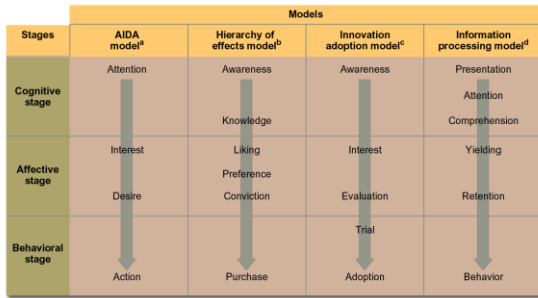 Models
Stages
AIDA
model^a
Hierarchy of
effects model^b
Innovation
adoption model^c
Information
processing model^d
Cognitive
stage
Attention
Awareness
Knowledge
Awareness
Presentation
Attention
Comprehension
Affective
stage
Interest
Desire
Liking
Preference
Conviction
Interest
Evaluation
Yielding
Retention
Behavioral
stage
Action
Purchase
Trial
Adoption
Behavior